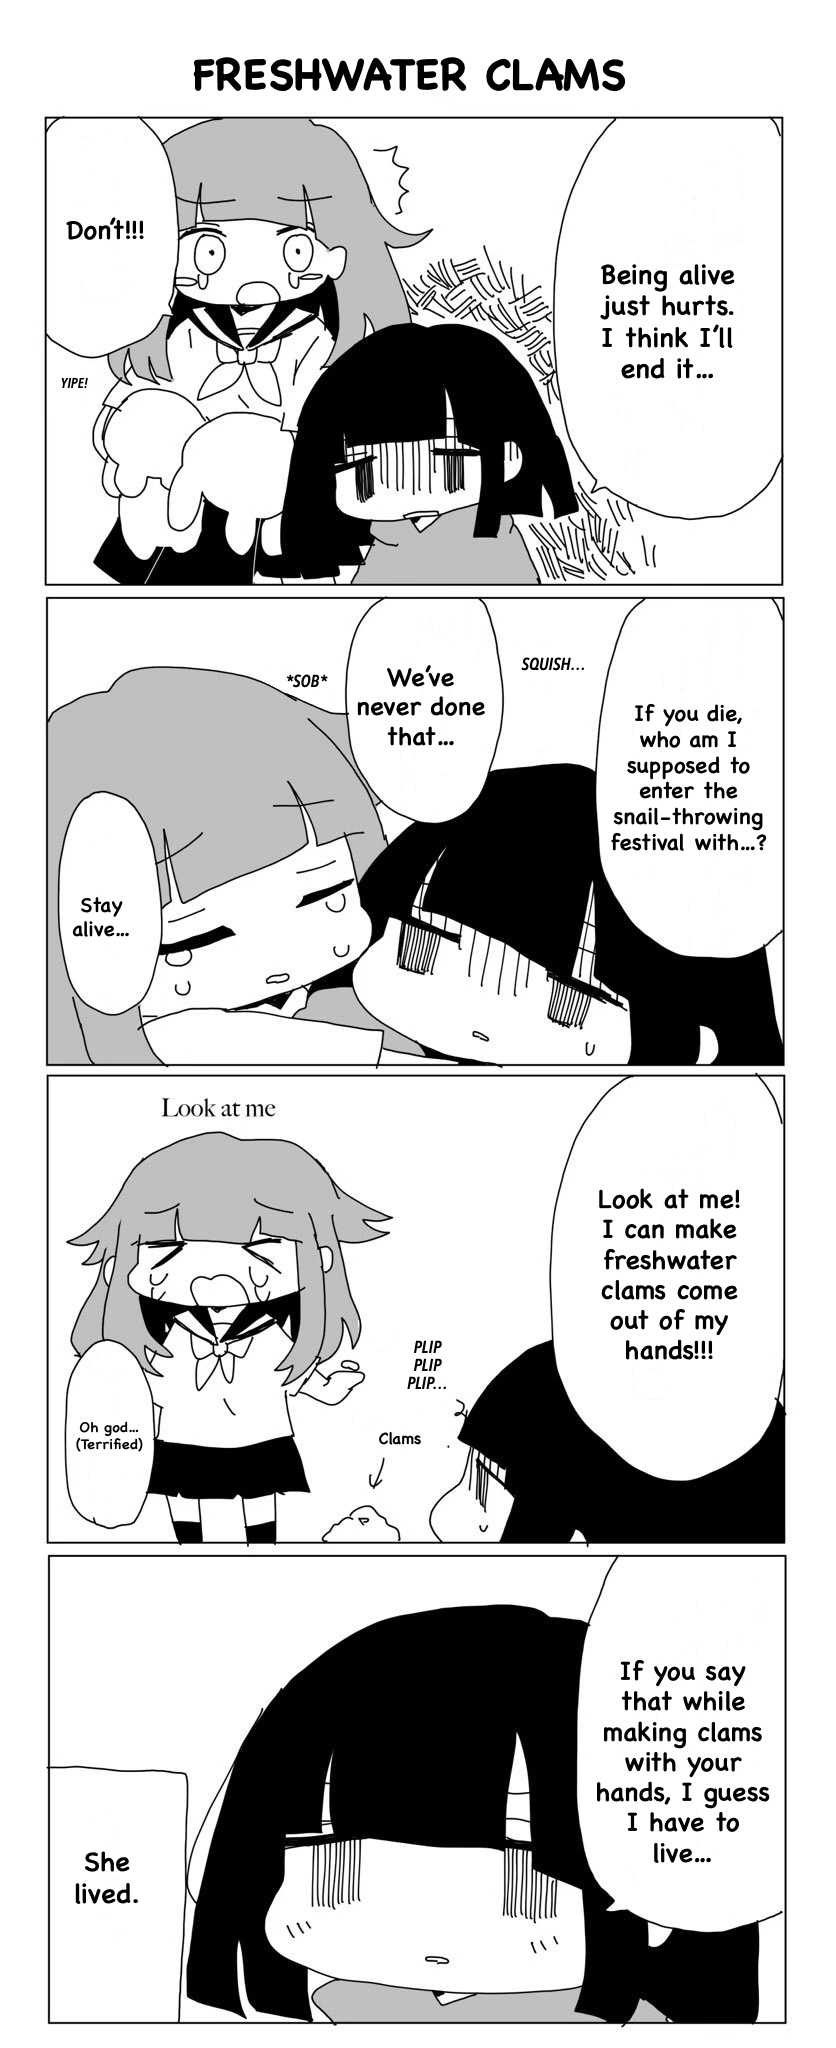 FRESHWATER CLAMS
Being alive
just hurts.
I think I'll
end it...
Don't!!!
YIPE!
If you die,
who am I
supposed to
enter the
snail-throwing
festival with...?
SQUISH...
We've
never done
that...
*SOB*
Stay
alive...
Look at me!
I can make
freshwater
clams come
out of my
hands!!!
Look at me
PLIP
PLIP
PLIP...
Clams
Oh god...
(Terrified)
If you say
that while
making clams
with your
hands, I guess
I have to
live...
She
lived.